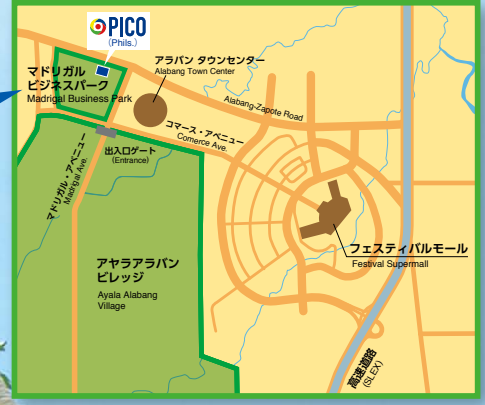 PICO
(Phils.)
アラバン タウンセンター
Alabang Town Center
マドリガル
ビジネスパーク
Madrigal Business Park
Alabang-Zapote Road
コマース・アベニュー
Comerce Ave.
出入口ゲート
(Entrance)
マドリガル・アベニュー
Madrigal Ave.
フェスティバルモール
Festival Supermall
アヤラアラバン
ビレッジ
Ayala Alabang
Village
高速道路
(SLEX)